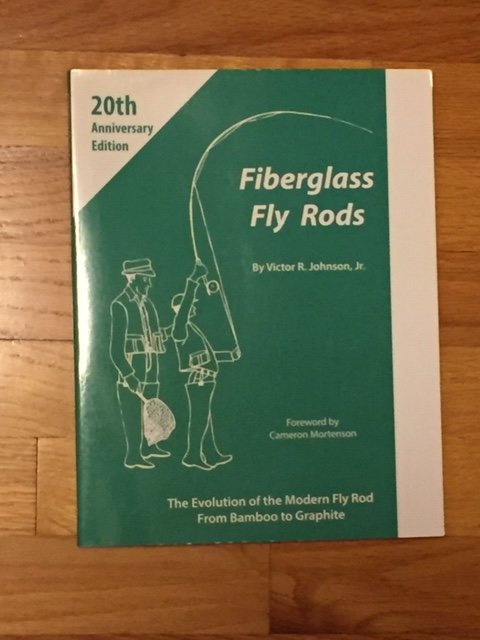 20th
Anniversary
Edition
Fiberglass
Fly Rods
By Victor R. Johnson, Jr.
Foreword by
Cameron Mortenson
The Evolution of the Modern Fly Rod
From Bamboo to Graphite